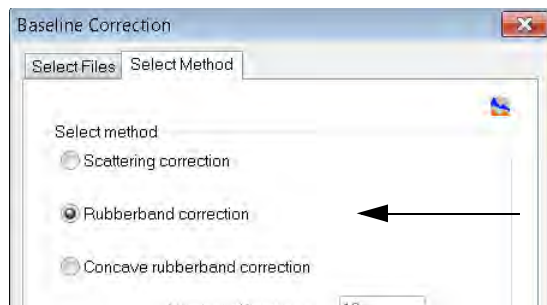 Baseline Correction
Select Files Select Method
Select method
Scattering correction
Rubberband correction
Concave rubberband correction